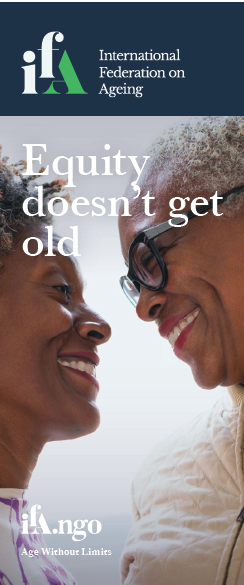 ifA
International
Federation on
Ageing
Equity
doesn't get
old
ifA.ngo
Age Without Limits